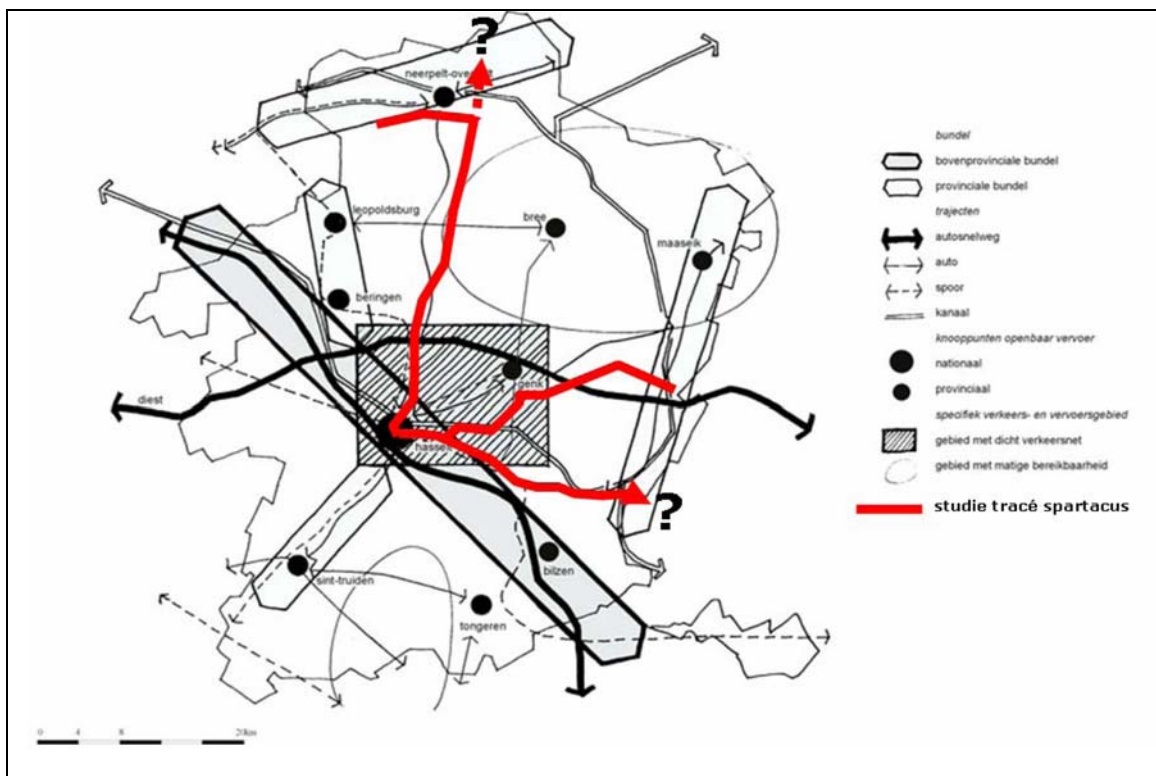 ?
neerpelt-overpelt
leopoldsburg
bree
maaseik
beringen
diest
genk
hasselt
?
sint-truiden
bilzen
tongeren
0 4 8 20km
bundel
bovenprovinciale bundel
provinciale bundel
trajecten
autosnelweg
auto
spoor
kanaal
knooppunten openbaar vervoer
nationaal
provinciaal
specifiek verkeers- en vervoersgebied
gebied met dicht verkeersnet
gebied met matige bereikbaarheid
studie tracé spartacus